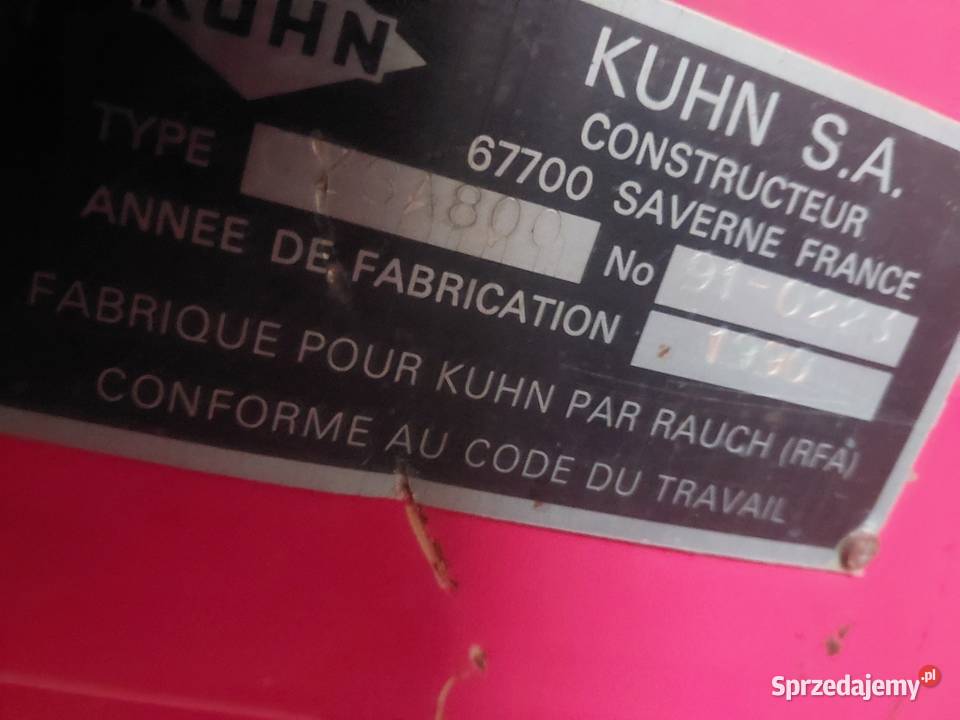 KUHN
KUHN S.A.
CONSTRUCTEUR
67700 SAVERNE FRANCE
TYPE
No
ANNEE DE FABRICATION
FABRIQUE POUR KUHN PAR RAUCH (RFA)
CONFORME AU CODE DU TRAVAIL
Sprzedajemy.pl